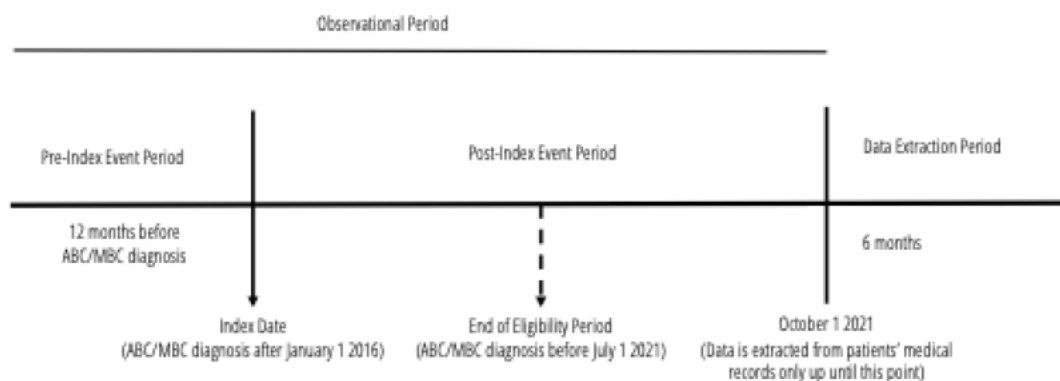 Observational Period
Pre-Index Event Period
Post-Index Event Period
Data Extraction Period
12 months before
ABC/MBC diagnosis
6 months
Index Date
(ABC/MBC diagnosis after January 1 2016)
End of Eligibility Period
(ABC/MBC diagnosis before July 1 2021)
October 1 2021
(Data is extracted from patients' medical
records only up until this point)